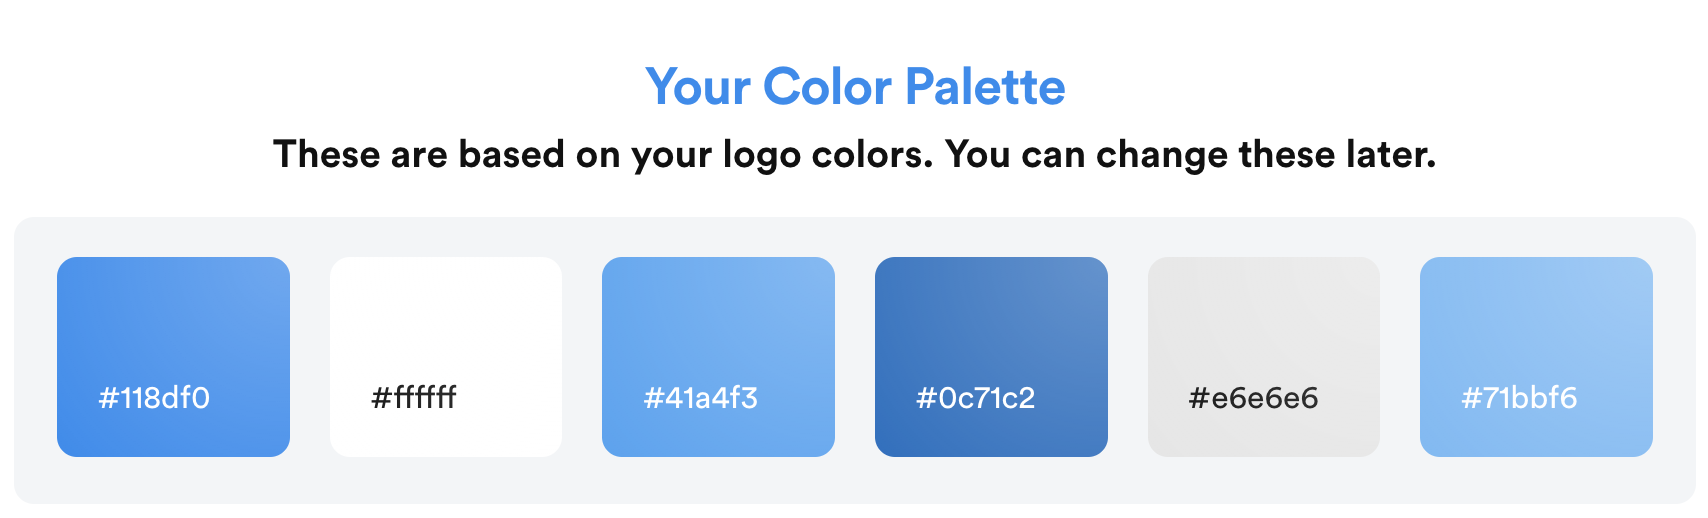 Your Color Palette
These are based on your logo colors. You can change these later.
#118df0
#ffffff
#41a4f3
#0c71c2
#e6e6e6
#71bbf6